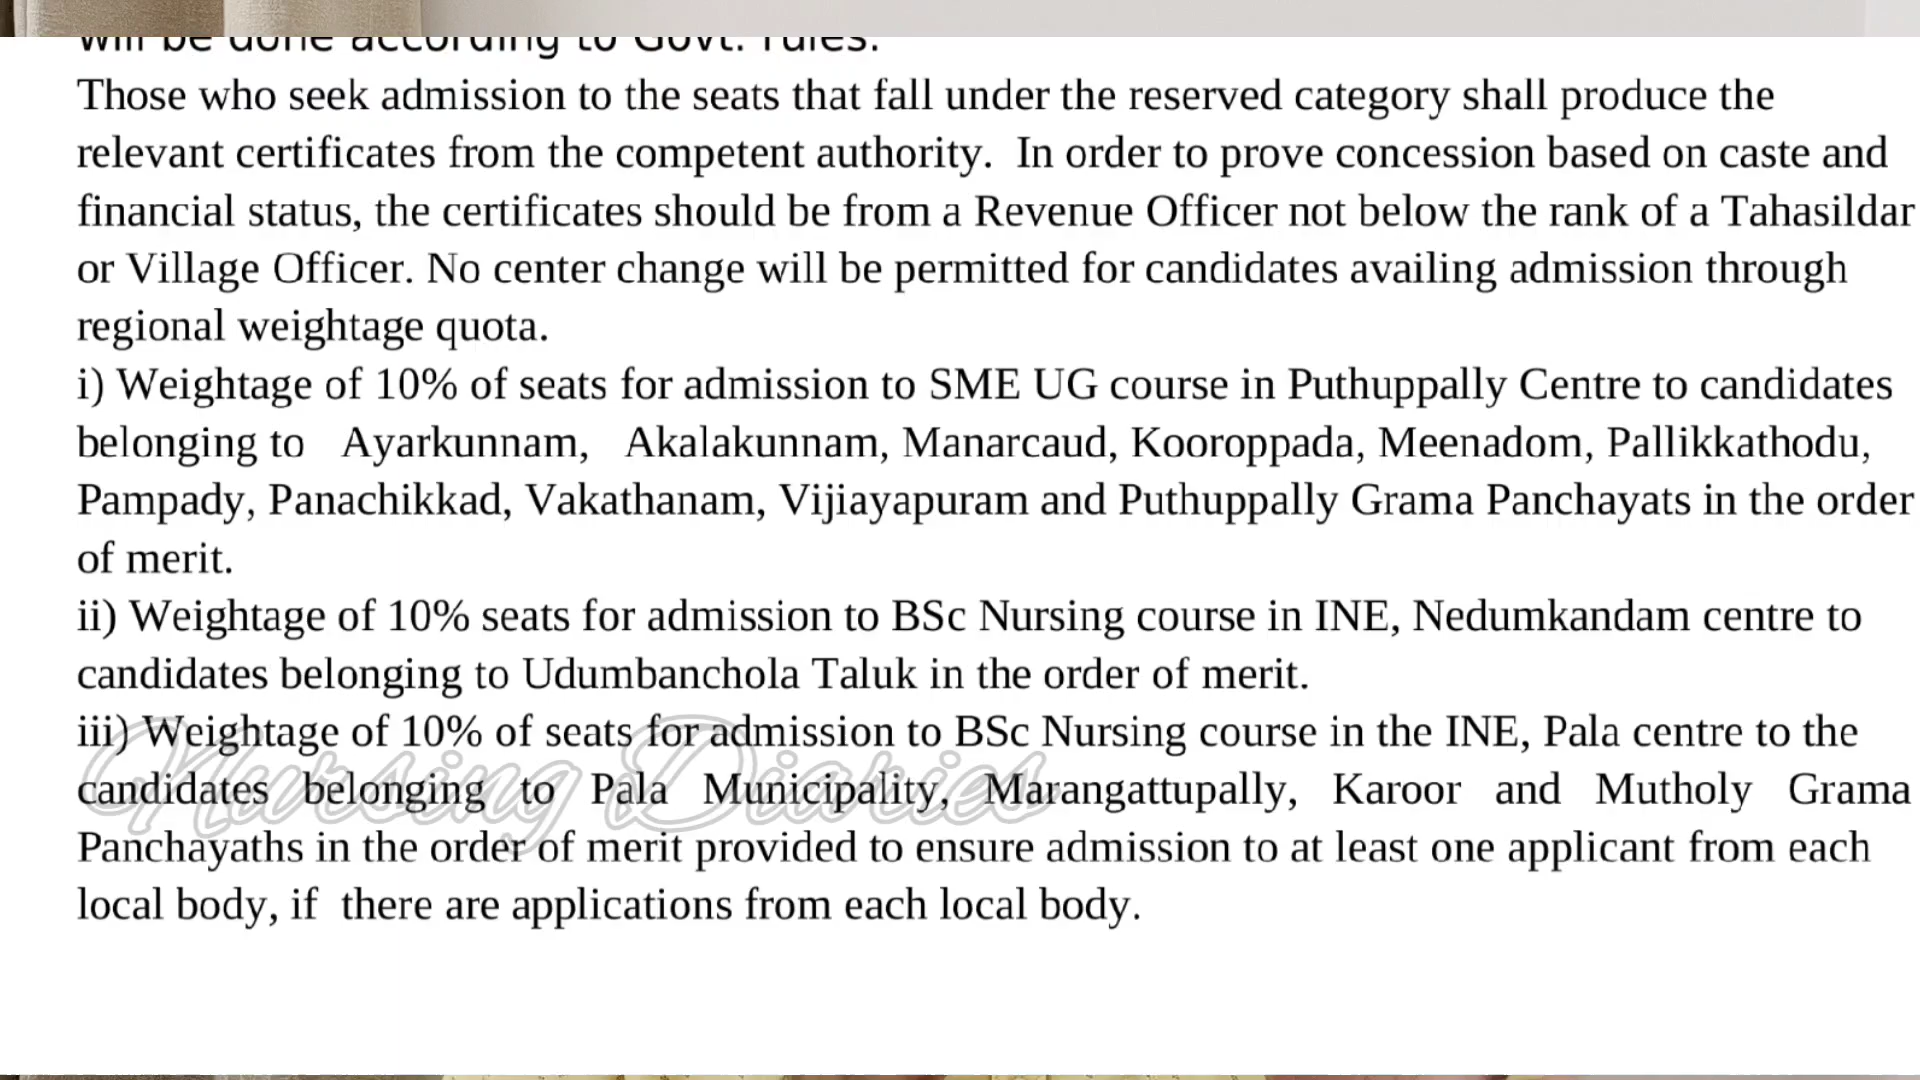 will be done according to Govt. rules.
Those who seek admission to the seats that fall under the reserved category shall produce the
relevant certificates from the competent authority.  In order to prove concession based on caste and
financial status, the certificates should be from a Revenue Officer not below the rank of a Tahasildar
or Village Officer. No center change will be permitted for candidates availing admission through
regional weightage quota.
i) Weightage of 10% of seats for admission to SME UG course in Puthuppally Centre to candidates
belonging to   Ayarkunnam,   Akalakunnam, Manarcaud, Kooroppada, Meenadom, Pallikkathodu,
Pampady, Panachikkad, Vakathanam, Vijiayapuram and Puthuppally Grama Panchayats in the order
of merit.
ii) Weightage of 10% seats for admission to BSc Nursing course in INE, Nedumkandam centre to
candidates belonging to Udumbanchola Taluk in the order of merit.
iii) Weightage of 10% of seats for admission to BSc Nursing course in the INE, Pala centre to the
candidates belonging to Pala Municipality, Marangattupally, Karoor and Mutholy Grama
Nursing Diaries
Panchayaths in the order of merit provided to ensure admission to at least one applicant from each
local body, if  there are applications from each local body.